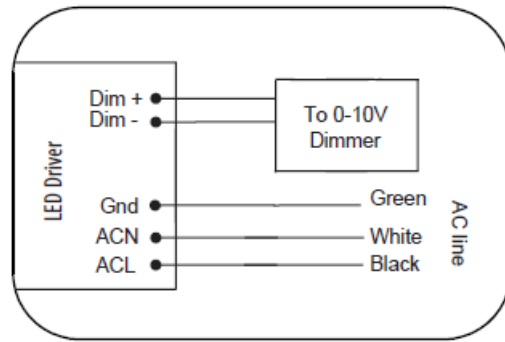 LED Driver
Dim +
Dim -
To 0-10V
Dimmer
Gnd
Green
ACN
White
ACL
Black
AC line